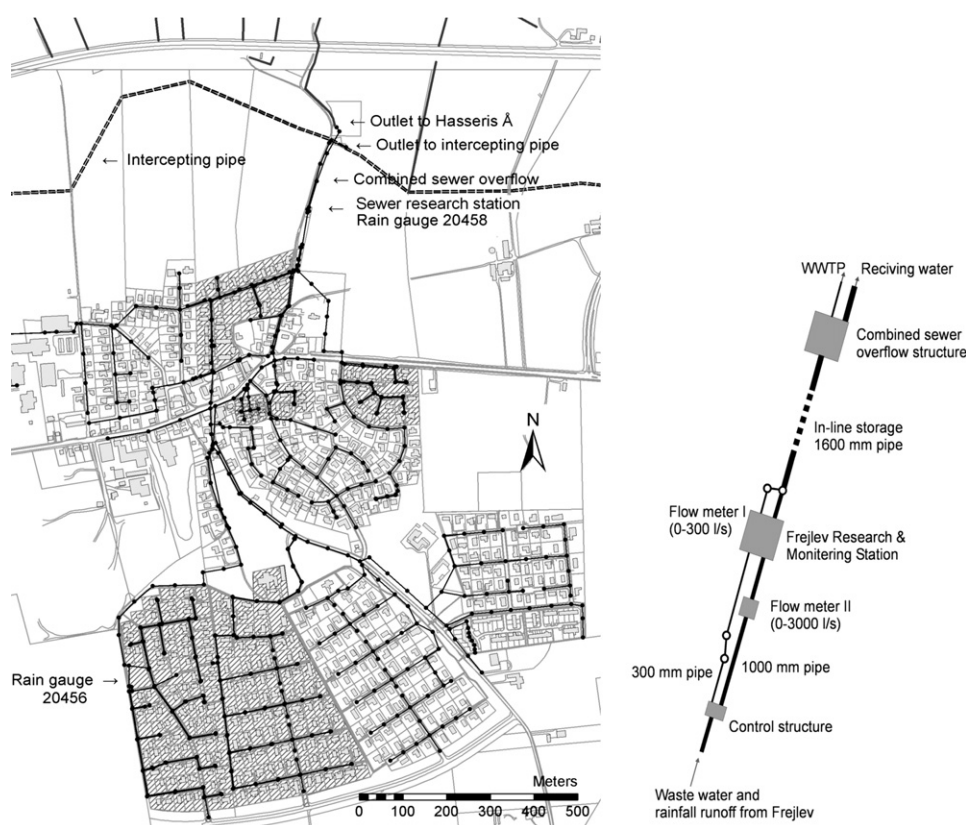 ← Outlet to Hasseris Å
← Outlet to intercepting pipe
← Intercepting pipe
← Combined sewer overflow
Sewer research station
← Rain gauge 20458
N
Rain gauge →
20456
Meters
0 100 200 300 400 500
WWTP
Reciving water
Combined sewer
overflow structure
In-line storage
1600 mm pipe
Flow meter I
(0-300 l/s)
Frejlev Research &
Monitering Station
Flow meter II
(0-3000 l/s)
300 mm pipe
1000 mm pipe
Control structure
Waste water and
rainfall runoff from Frejlev